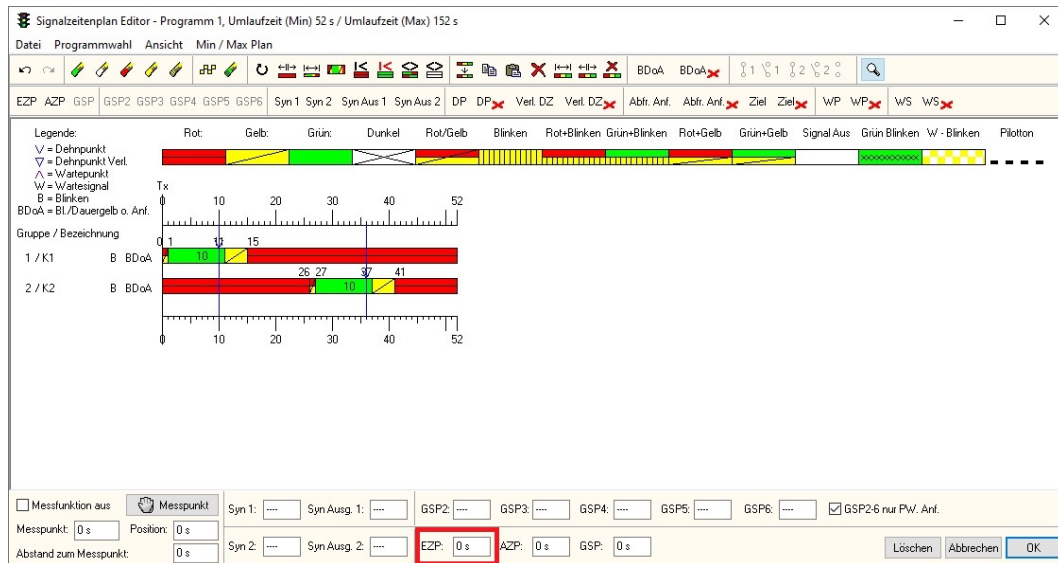 Signalzeitenplan Editor - Programm 1, Umlaufzeit (Min) 52 s / Umlaufzeit (Max) 152 s
Datei Programmwahl Ansicht Min / Max Plan
BDoA BDoA 1 1 2 2
EZP AZP GSP GSP2 GSP3 GSP4 GSP5 GSP6 Syn 1 Syn 2 Syn Aus 1 Syn Aus 2 DP DP Verl. DZ Verl. DZ Abfr. Anf. Abfr. Anf. Ziel Ziel WP WP WS WS
Legende: Rot: Gelb: Grün: Dunkel Rot/Gelb Blinken Rot+Blinken Grün+Blinken Rot+Gelb Grün+Gelb Signal Aus Grün Blinken W - Blinken Pilotton
V = Dehnpunkt
∇ = Dehnpunkt Verl.
Λ = Wartepunkt
W = Wartesignal
B = Blinken
BDoA = Bl./Dauergelb o. Anf.
Tx
0 10 20 30 40 52
Gruppe / Bezeichnung
0 1 11 15
1 / K1 B BDoA 10
26 27 37 41
2 / K2 B BDoA 10
0 10 20 30 40 52
Messfunktion aus Messpunkt Syn 1: ---- Syn Ausg. 1: ---- GSP2: ---- GSP3: ---- GSP4: ---- GSP5: ---- GSP6: ---- GSP2-6 nur PW. Anf.
Messpunkt: 0 s Position: 0 s
Abstand zum Messpunkt: 0 s Syn 2: ---- Syn Ausg. 2: ---- EZP: 0 s AZP: 0 s GSP: 0 s Löschen Abbrechen OK